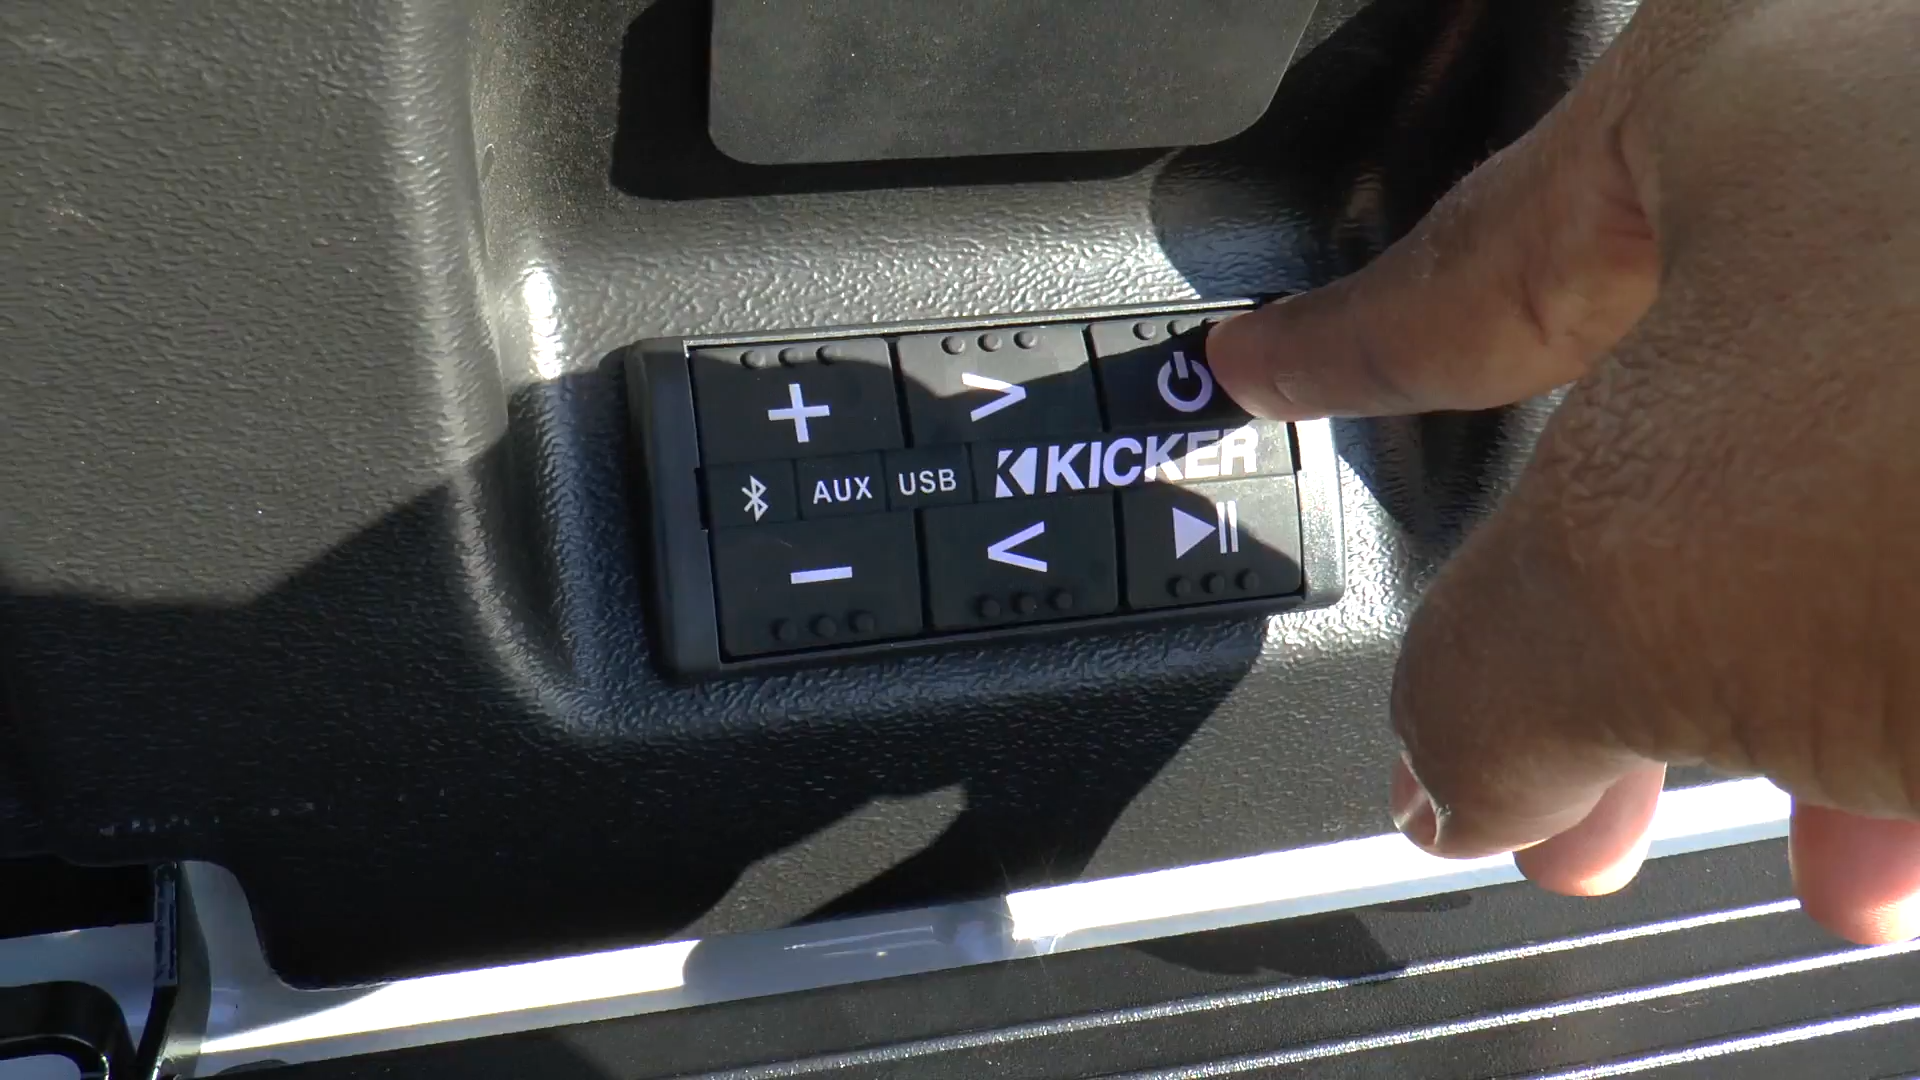 + >
AUX USB KICKER
− <